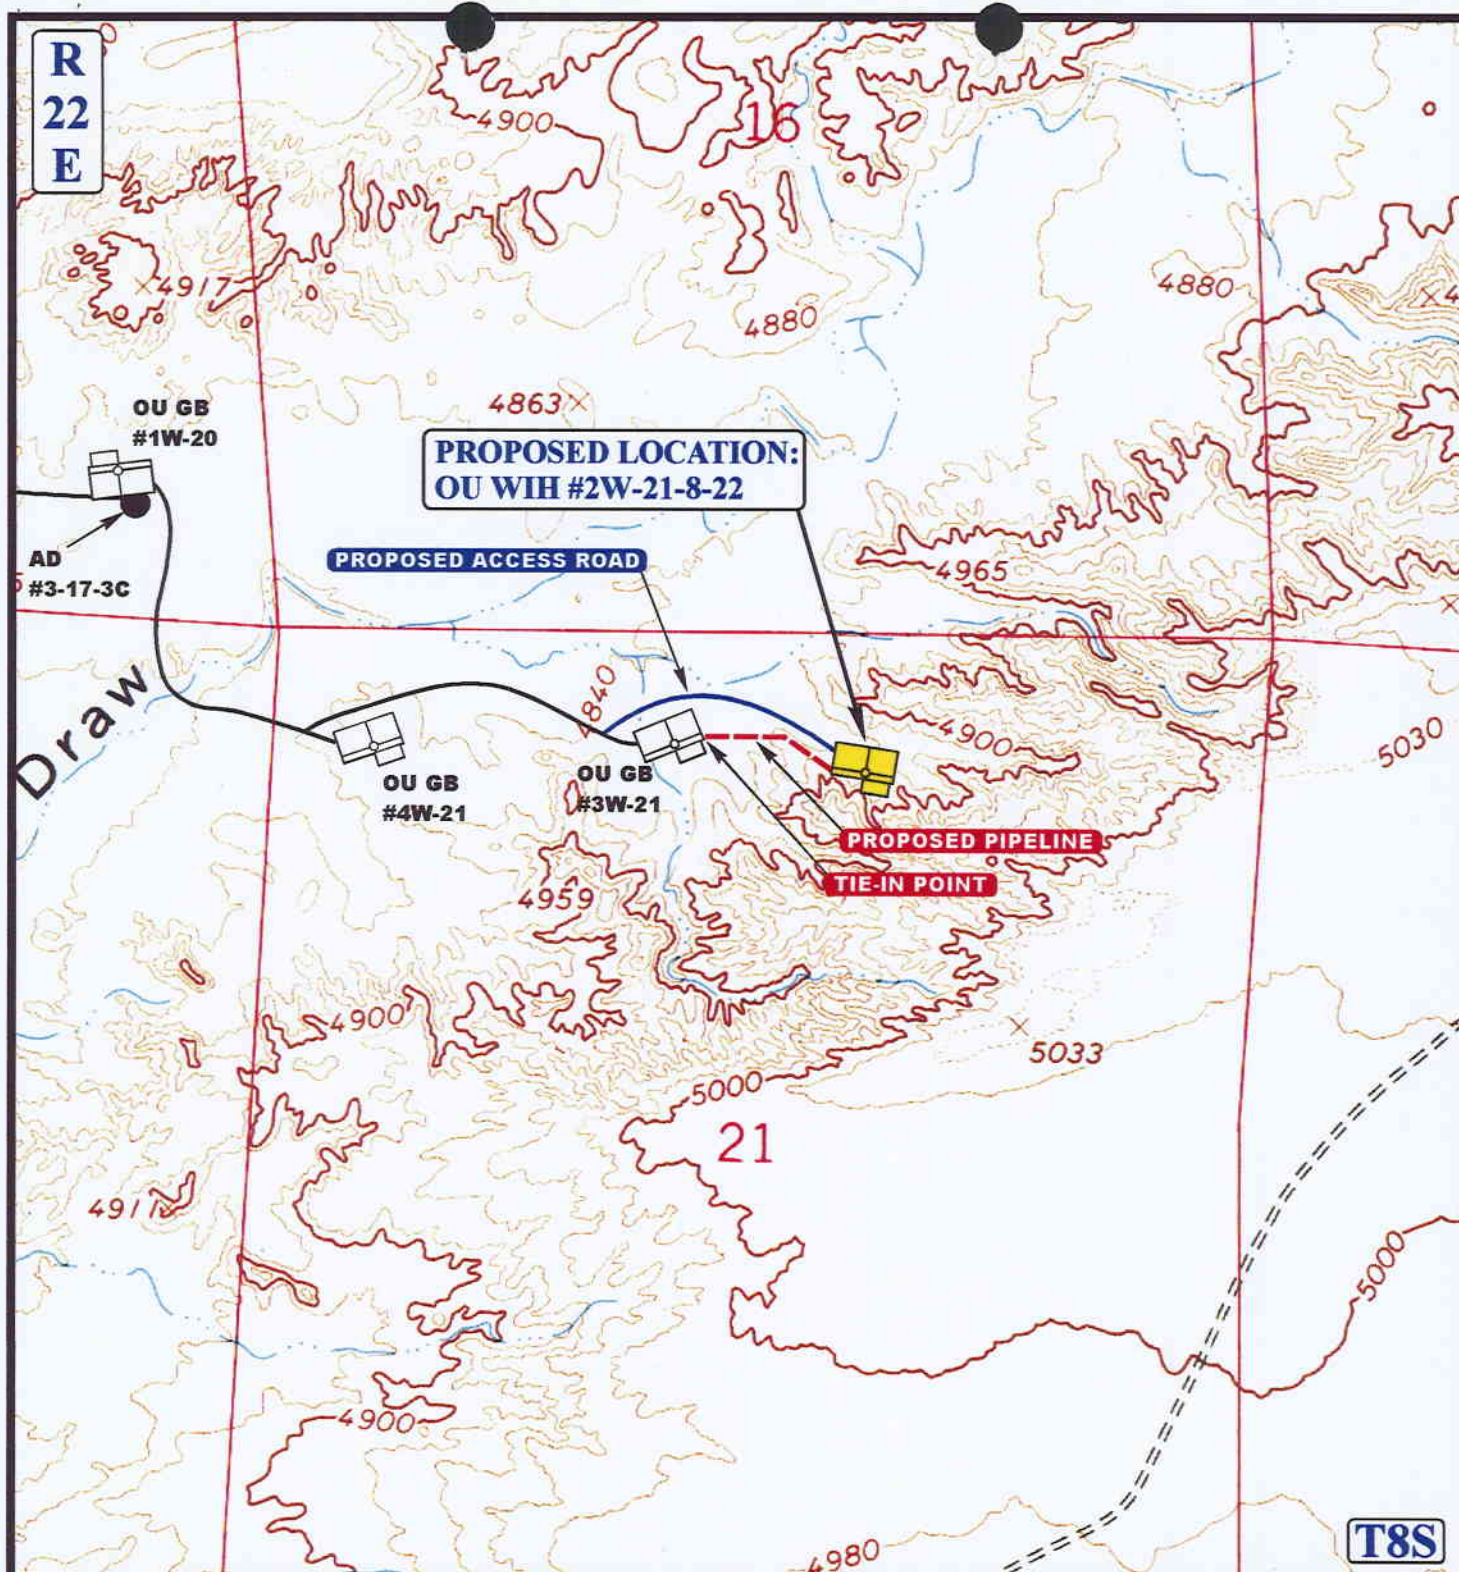 R
22
E
16
4900
4917
4880
4880
4863
OU GB
#1W-20
PROPOSED LOCATION:
OU WIH #2W-21-8-22
AD
#3-17-3C
PROPOSED ACCESS ROAD
4965
Draw
4840
4900
5030
OU GB
#4W-21
OU GB
#3W-21
PROPOSED PIPELINE
TIE-IN POINT
4959
4900
5033
5000
21
4911
5000
4900
4980
T8S